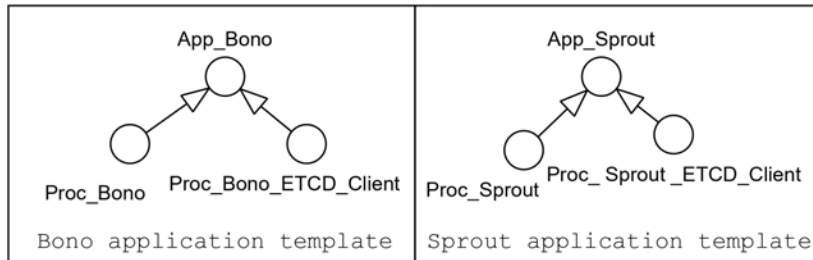 App_Bono
Proc_Bono
Proc_Bono_ETCD_Client
Bono application template
App_Sprout
Proc_Sprout
Proc_ Sprout _ETCD_Client
Sprout application template